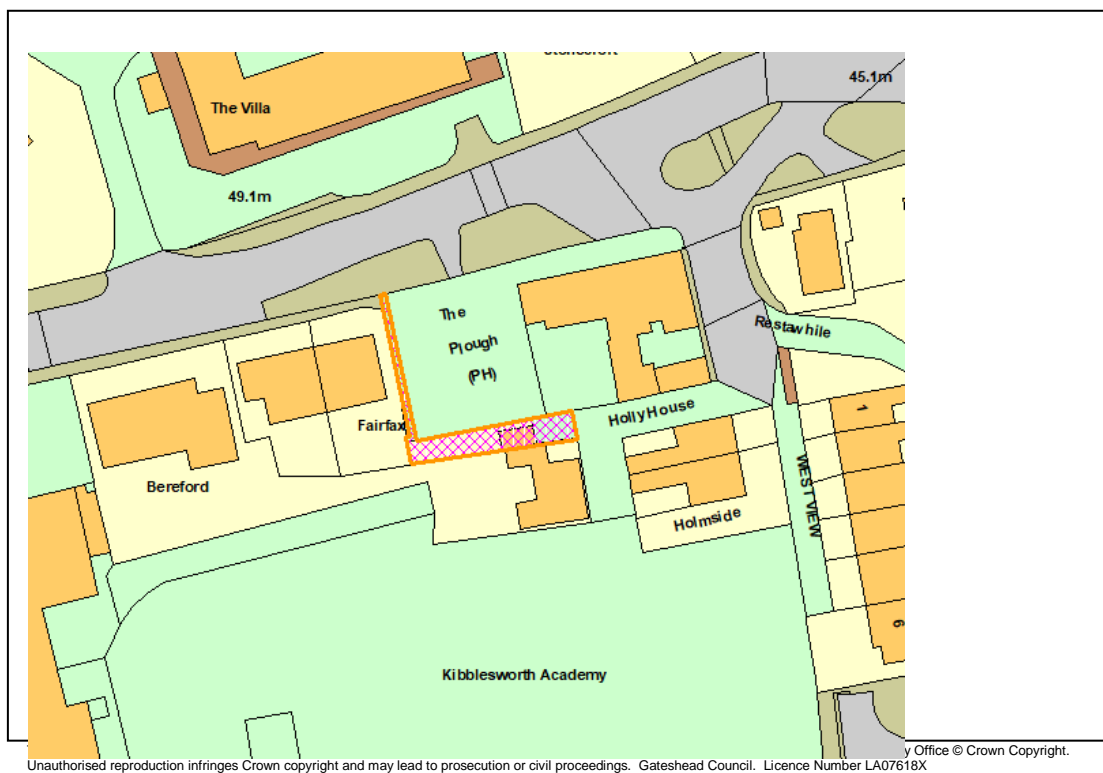 45.1m
The Villa
49.1m
The
Plough
(PH)
Restawhile
Fairfax
Holly House
1
Bereford
WEST VIEW
Holmside
6
Kibblesworth Academy
y Office © Crown Copyright.
Unauthorised reproduction infringes Crown copyright and may lead to prosecution or civil proceedings. Gateshead Council. Licence Number LA07618X